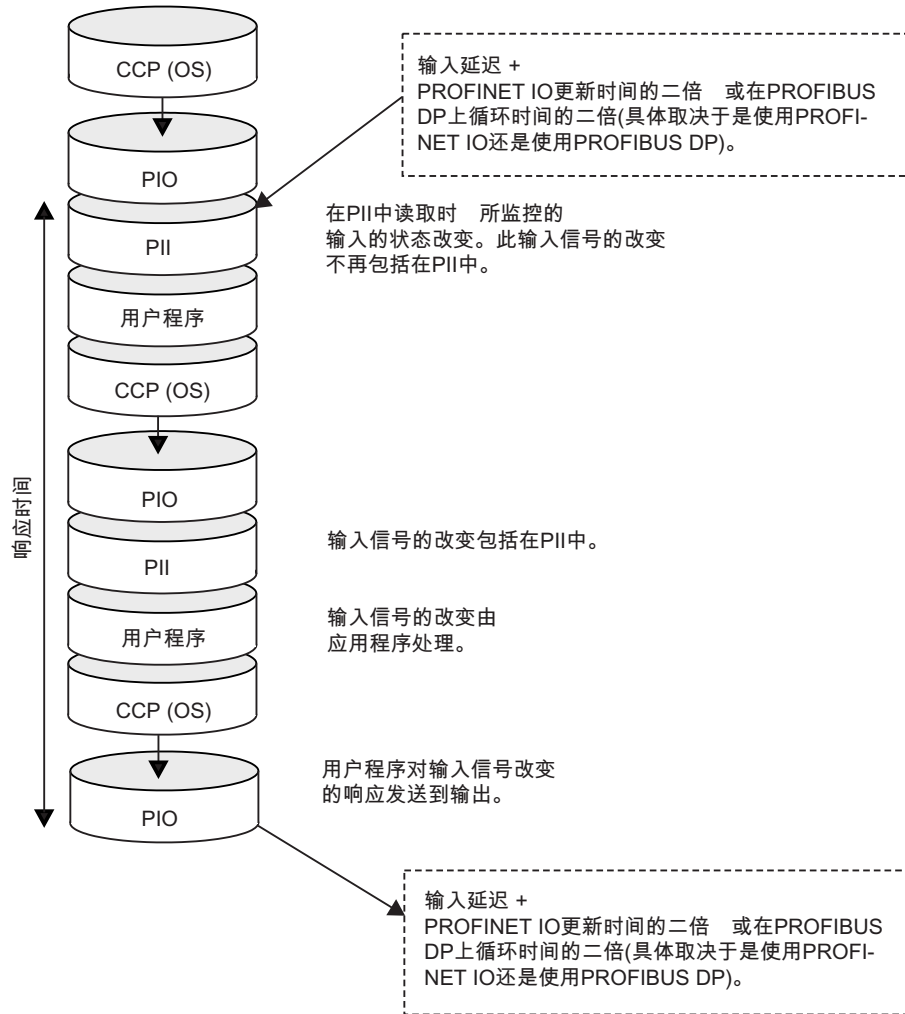 CCP (OS)
输入延迟 +
PROFINET IO更新时间的二倍 或在PROFIBUS
DP上循环时间的二倍(具体取决于是使用PROFI-
NET IO还是使用PROFIBUS DP)。
PIO
在PII中读取时 所监控的
输入的状态改变。此输入信号的改变
不再包括在PII中。
PII
用户程序
CCP (OS)
响应时间
PIO
输入信号的改变包括在PII中。
PII
输入信号的改变由
应用程序处理。
用户程序
CCP (OS)
用户程序对输入信号改变
的响应发送到输出。
PIO
输入延迟 +
PROFINET IO更新时间的二倍 或在PROFIBUS
DP上循环时间的二倍(具体取决于是使用PROFI-
NET IO还是使用PROFIBUS DP)。